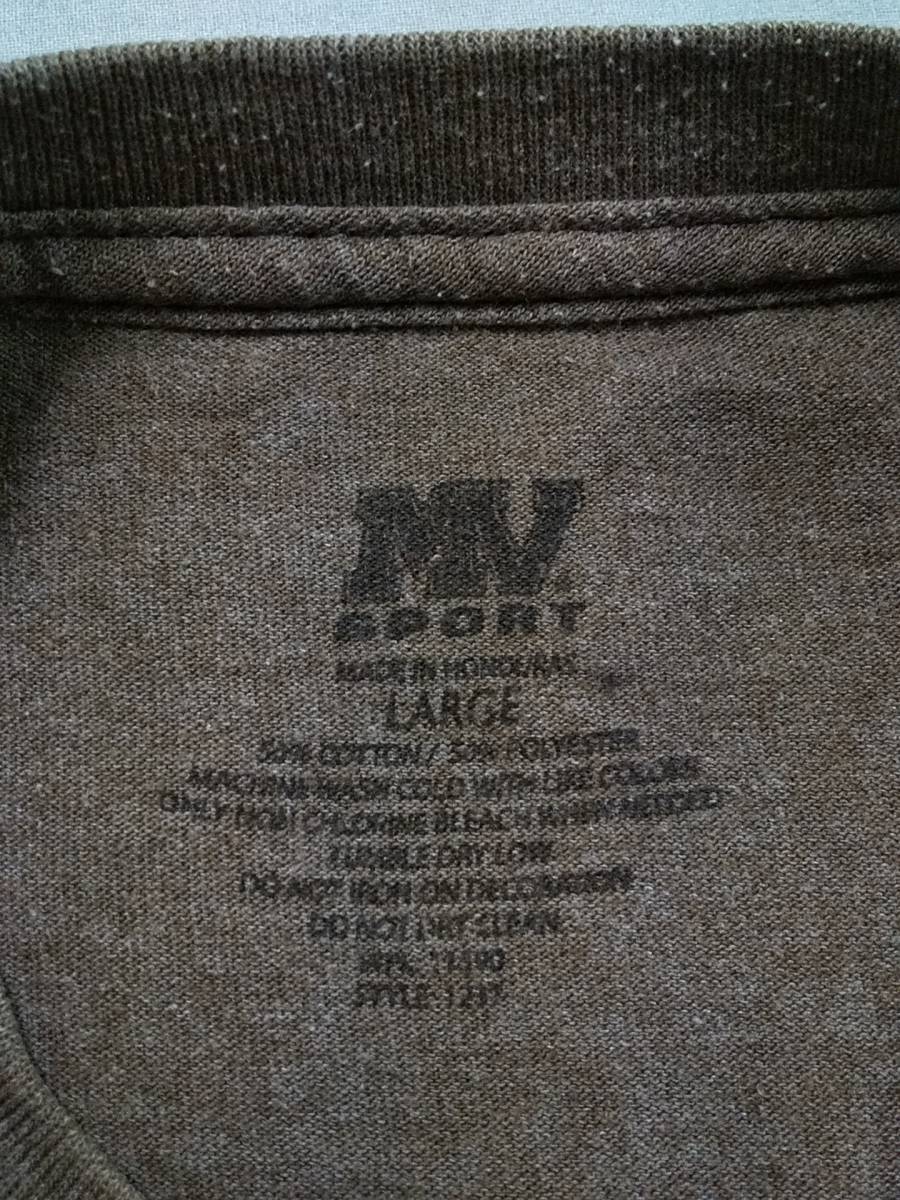 MV
SPORT
MADE IN HONDURAS
LARGE
50% COTTON / 50% POLYESTER
MACHINE WASH COLD WITH LIKE COLORS
ONLY NON CHLORINE BLEACH WHEN NEEDED
TUMBLE DRY LOW
DO NOT IRON ON DECORATION
DO NOT DRY CLEAN
STYLE